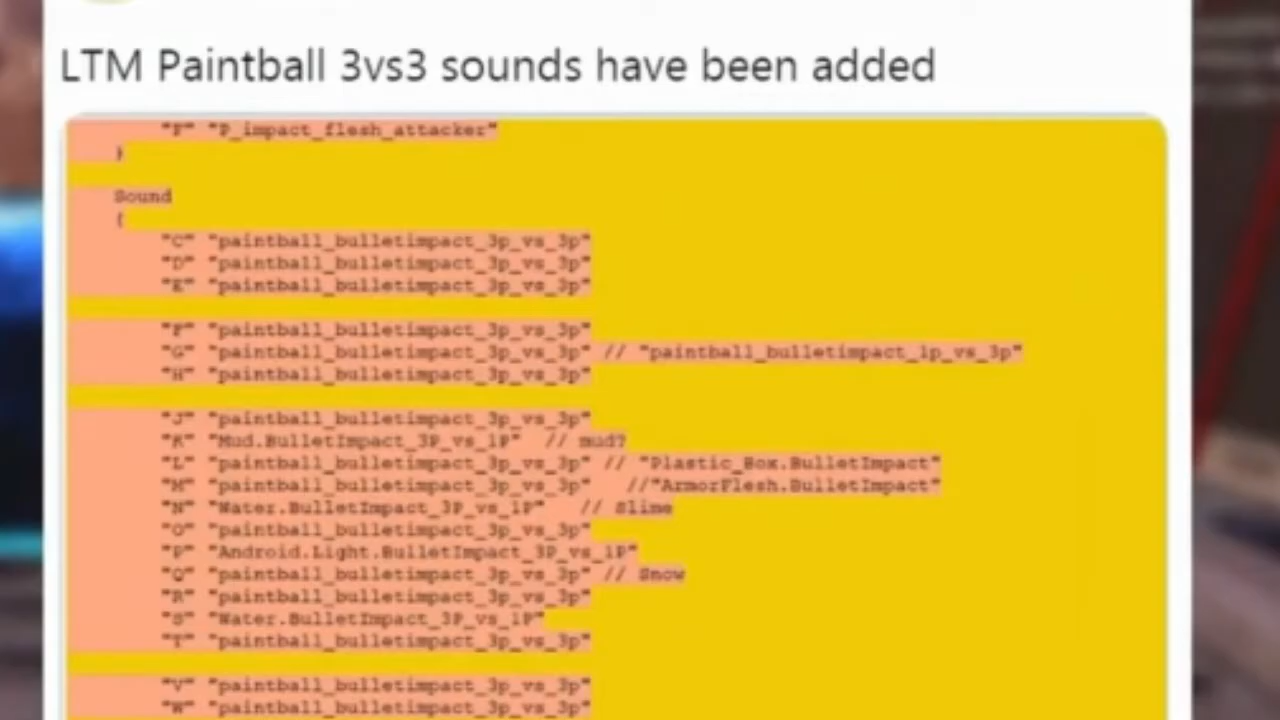 LTM Paintball 3vs3 sounds have been added
"F" "P_impact_flesh_attacker"
}
Sound
{
"C" "paintball_bulletimpact_3p_vs_3p"
"D" "paintball_bulletimpact_3p_vs_3p"
"E" "paintball_bulletimpact_3p_vs_3p"
"F" "paintball_bulletimpact_3p_vs_3p"
"G" "paintball_bulletimpact_3p_vs_3p" // "paintball_bulletimpact_1p_vs_3p"
"H" "paintball_bulletimpact_3p_vs_3p"
"J" "paintball_bulletimpact_3p_vs_3p"
"K" "Mud.BulletImpact_3P_vs_1P" // mud?
"L" "paintball_bulletimpact_3p_vs_3p" // "Plastic_Box.BulletImpact"
"M" "paintball_bulletimpact_3p_vs_3p" //"ArmorFlesh.BulletImpact"
"N" "Water.BulletImpact_3P_vs_1P" // Slime
"O" "paintball_bulletimpact_3p_vs_3p"
"P" "Android.Light.BulletImpact_3P_vs_1P"
"Q" "paintball_bulletimpact_3p_vs_3p" // Snow
"R" "paintball_bulletimpact_3p_vs_3p"
"S" "Water.BulletImpact_3P_vs_1P"
"T" "paintball_bulletimpact_3p_vs_3p"
"V" "paintball_bulletimpact_3p_vs_3p"
"W" "paintball_bulletimpact_3p_vs_3p"